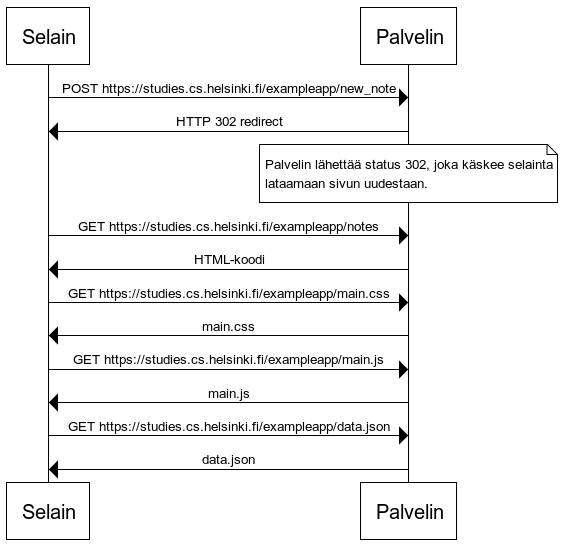 Selain
Palvelin
POST https://studies.cs.helsinki.fi/exampleapp/new_note
HTTP 302 redirect
Palvelin lähettää status 302, joka käskee selainta
lataamaan sivun uudestaan.
GET https://studies.cs.helsinki.fi/exampleapp/notes
HTML-koodi
GET https://studies.cs.helsinki.fi/exampleapp/main.css
main.css
GET https://studies.cs.helsinki.fi/exampleapp/main.js
main.js
GET https://studies.cs.helsinki.fi/exampleapp/data.json
data.json
Selain
Palvelin